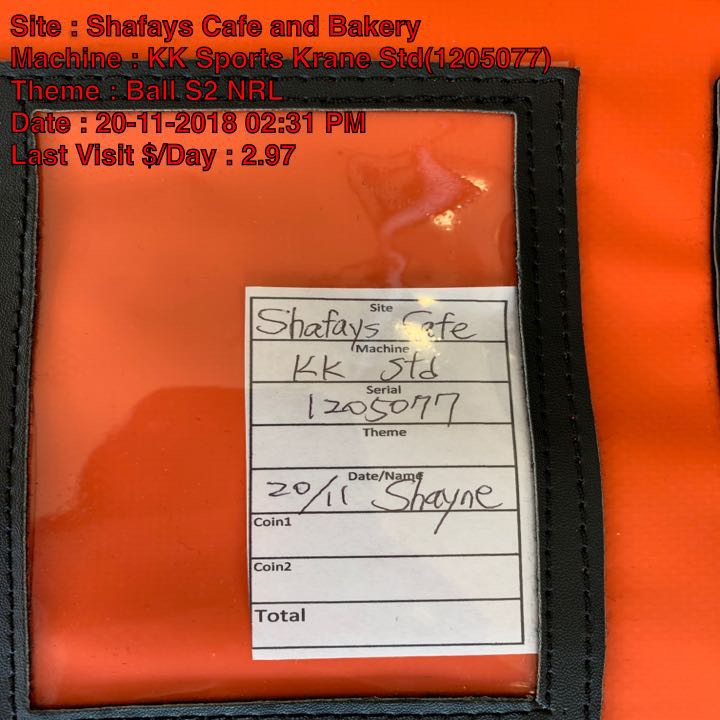 Site : Shafays Cafe and Bakery
Machine : KK Sports Krane Std(1205077)
Theme : Ball S2 NRL
Date : 20-11-2018 02:31 PM
Last Visit $/Day : 2.97
Site
Shafays Cafe
Machine
KK Std
Serial
1205077
Theme
Date/Name
20/11 Shayne
Coin1
Coin2
Total